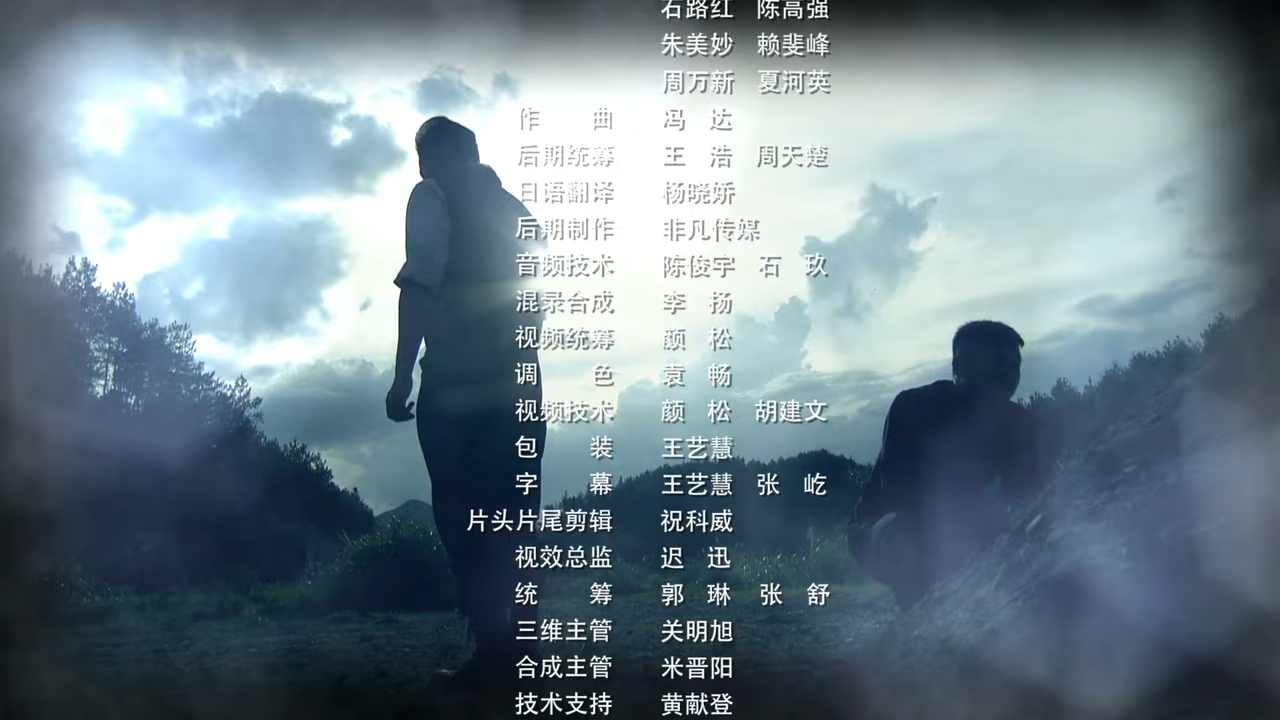 石路红 陈高强
朱美妙 赖斐峰
周万新 夏河英
作曲 冯达
后期统筹 王浩 周天楚
日语翻译 杨晓娇
后期制作 非凡传媒
音频技术 陈俊宇 石玖
混录合成 李扬
视频统筹 颜松
调色 袁畅
视频技术 颜松 胡建文
包装 王艺慧
字幕 王艺慧 张屹
片头片尾剪辑 祝科威
视效总监 迟迅
统筹 郭琳 张舒
三维主管 关明旭
合成主管 米晋阳
技术支持 黄献登